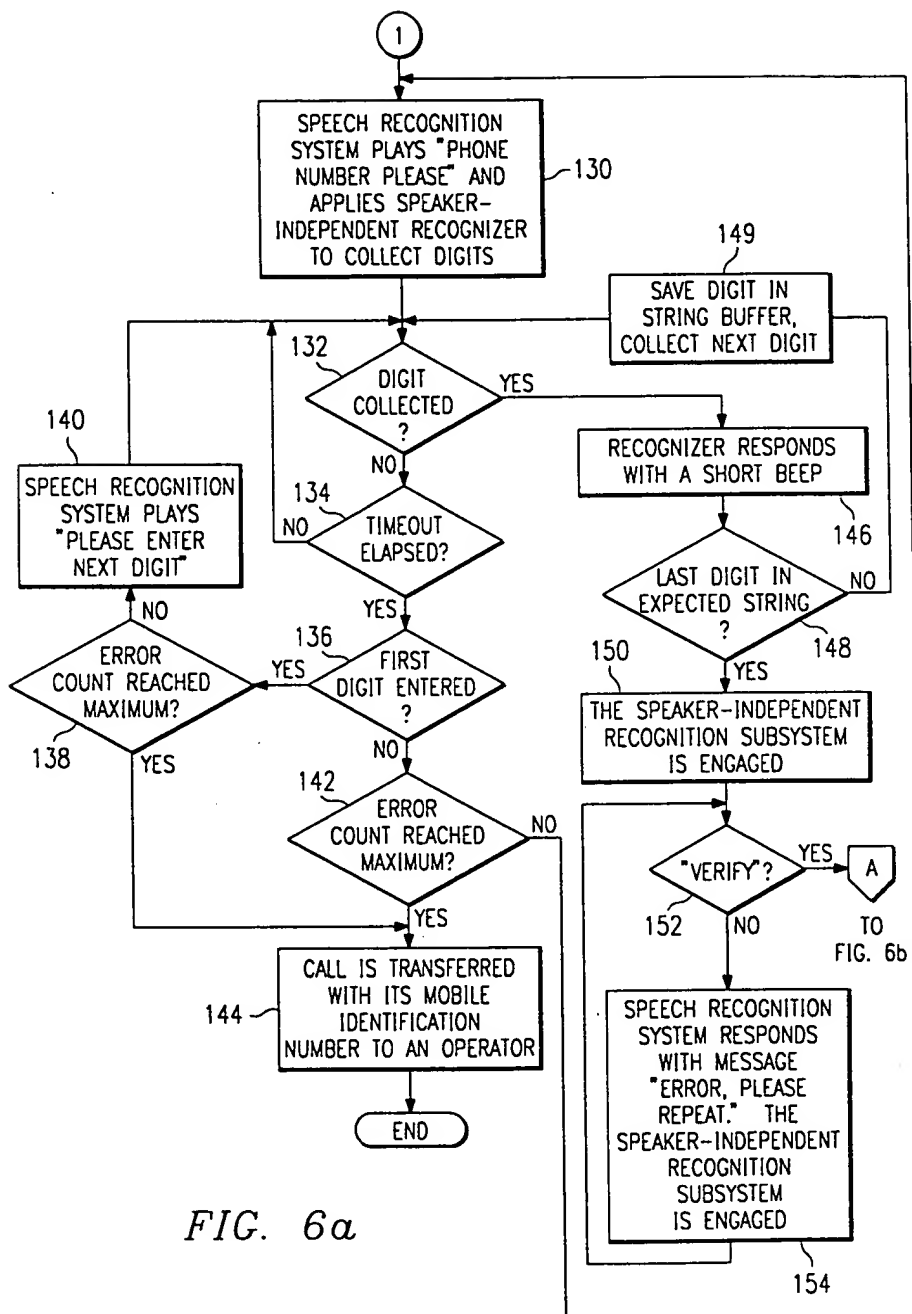 1
SPEECH RECOGNITION
SYSTEM PLAYS "PHONE
NUMBER PLEASE" AND
APPLIES SPEAKER-
INDEPENDENT RECOGNIZER
TO COLLECT DIGITS
130
149
SAVE DIGIT IN
STRING BUFFER,
COLLECT NEXT DIGIT
132
DIGIT
COLLECTED
?
YES
NO
140
SPEECH RECOGNITION
SYSTEM PLAYS
"PLEASE ENTER
NEXT DIGIT"
RECOGNIZER RESPONDS
WITH A SHORT BEEP
146
134
TIMEOUT
ELAPSED?
NO
YES
LAST DIGIT IN
EXPECTED STRING
?
NO
148
YES
136
FIRST
DIGIT ENTERED
?
YES
NO
NO
ERROR
COUNT REACHED
MAXIMUM?
138
YES
150
THE SPEAKER-INDEPENDENT
RECOGNITION SUBSYSTEM
IS ENGAGED
142
ERROR
COUNT REACHED
MAXIMUM?
NO
YES
"VERIFY"?
YES
152
NO
A
TO
FIG. 6b
144
CALL IS TRANSFERRED
WITH ITS MOBILE
IDENTIFICATION
NUMBER TO AN OPERATOR
END
SPEECH RECOGNITION
SYSTEM RESPONDS
WITH MESSAGE
"ERROR, PLEASE
REPEAT." THE
SPEAKER-INDEPENDENT
RECOGNITION
SUBSYSTEM
IS ENGAGED
154
FIG. 6a